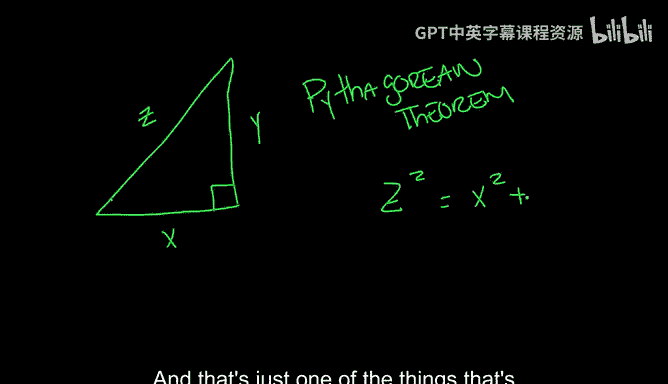 GPT中英字幕课程资源 bilibili
PythAGOREAN
THEOREM
z
Y
z² = x² +
X
And that's just one of the things that's